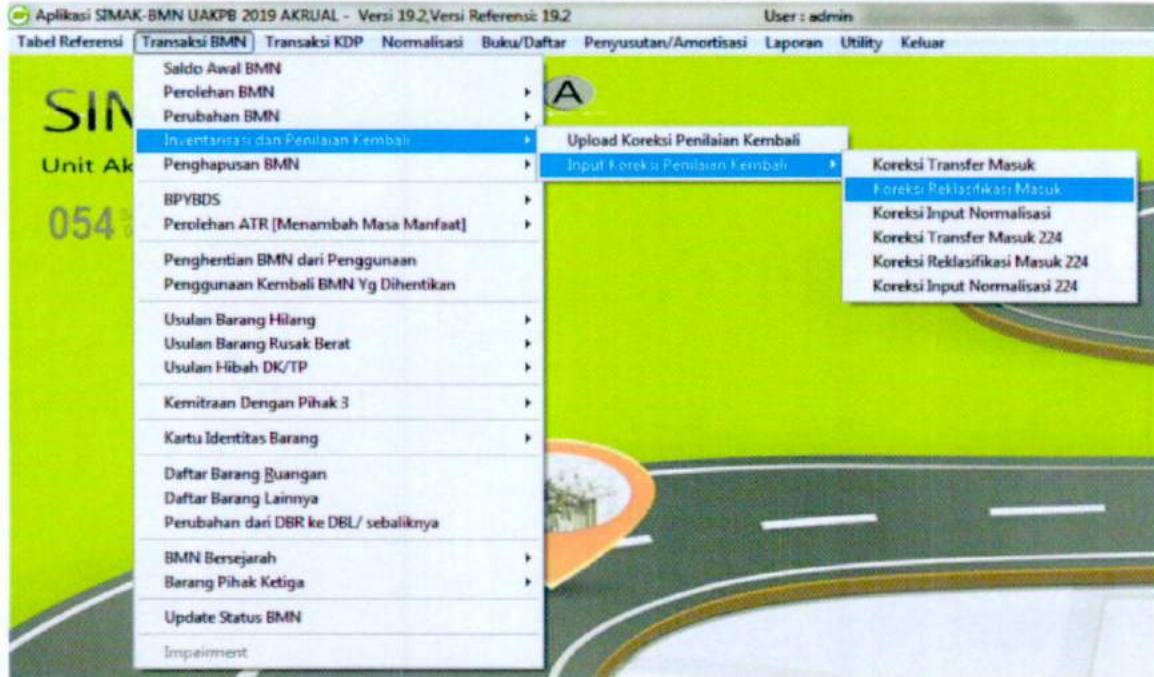 Aplikasi SIMAK-BMN UAKPB 2019 AKRUAL - Versi 19.2,Versi Referensi: 19.2 User : admin
Tabel Referensi Transaksi BMN Transaksi KDP Normalisasi Buku/Daftar Penyusutan/Amortisasi Laporan Utility Keluar
SIM
A
Unit Ak
054
Saldo Awal BMN
Perolehan BMN
Perubahan BMN
Inventarisasi dan Penilaian Kembali
Penghapusan BMN
BPYBDS
Perolehan ATR [Menambah Masa Manfaat]
Penghentian BMN dari Penggunaan
Penggunaan Kembali BMN Yg Dihentikan
Usulan Barang Hilang
Usulan Barang Rusak Berat
Usulan Hibah DK/TP
Kemitraan Dengan Pihak 3
Kartu Identitas Barang
Daftar Barang Ruangan
Daftar Barang Lainnya
Perubahan dari DBR ke DBL/ sebaliknya
BMN Bersejarah
Barang Pihak Ketiga
Update Status BMN
Impairment
Upload Koreksi Penilaian Kembali
Input Koreksi Penilaian Kembali
Koreksi Transfer Masuk
Koreksi Reklasifikasi Masuk
Koreksi Input Normalisasi
Koreksi Transfer Masuk 224
Koreksi Reklasifikasi Masuk 224
Koreksi Input Normalisasi 224